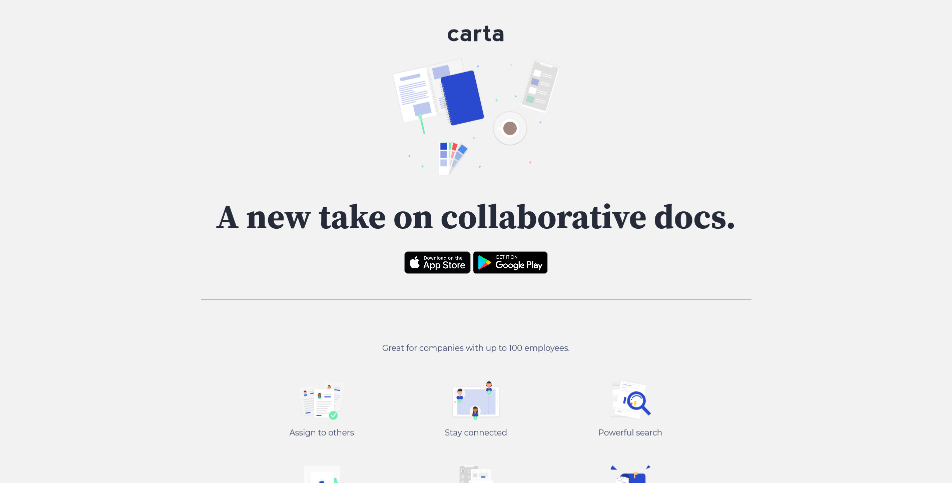 carta
A new take on collaborative docs.
Download on the
App Store
GET IT ON
Google Play
Great for companies with up to 100 employees.
Assign to others
Stay connected
Powerful search